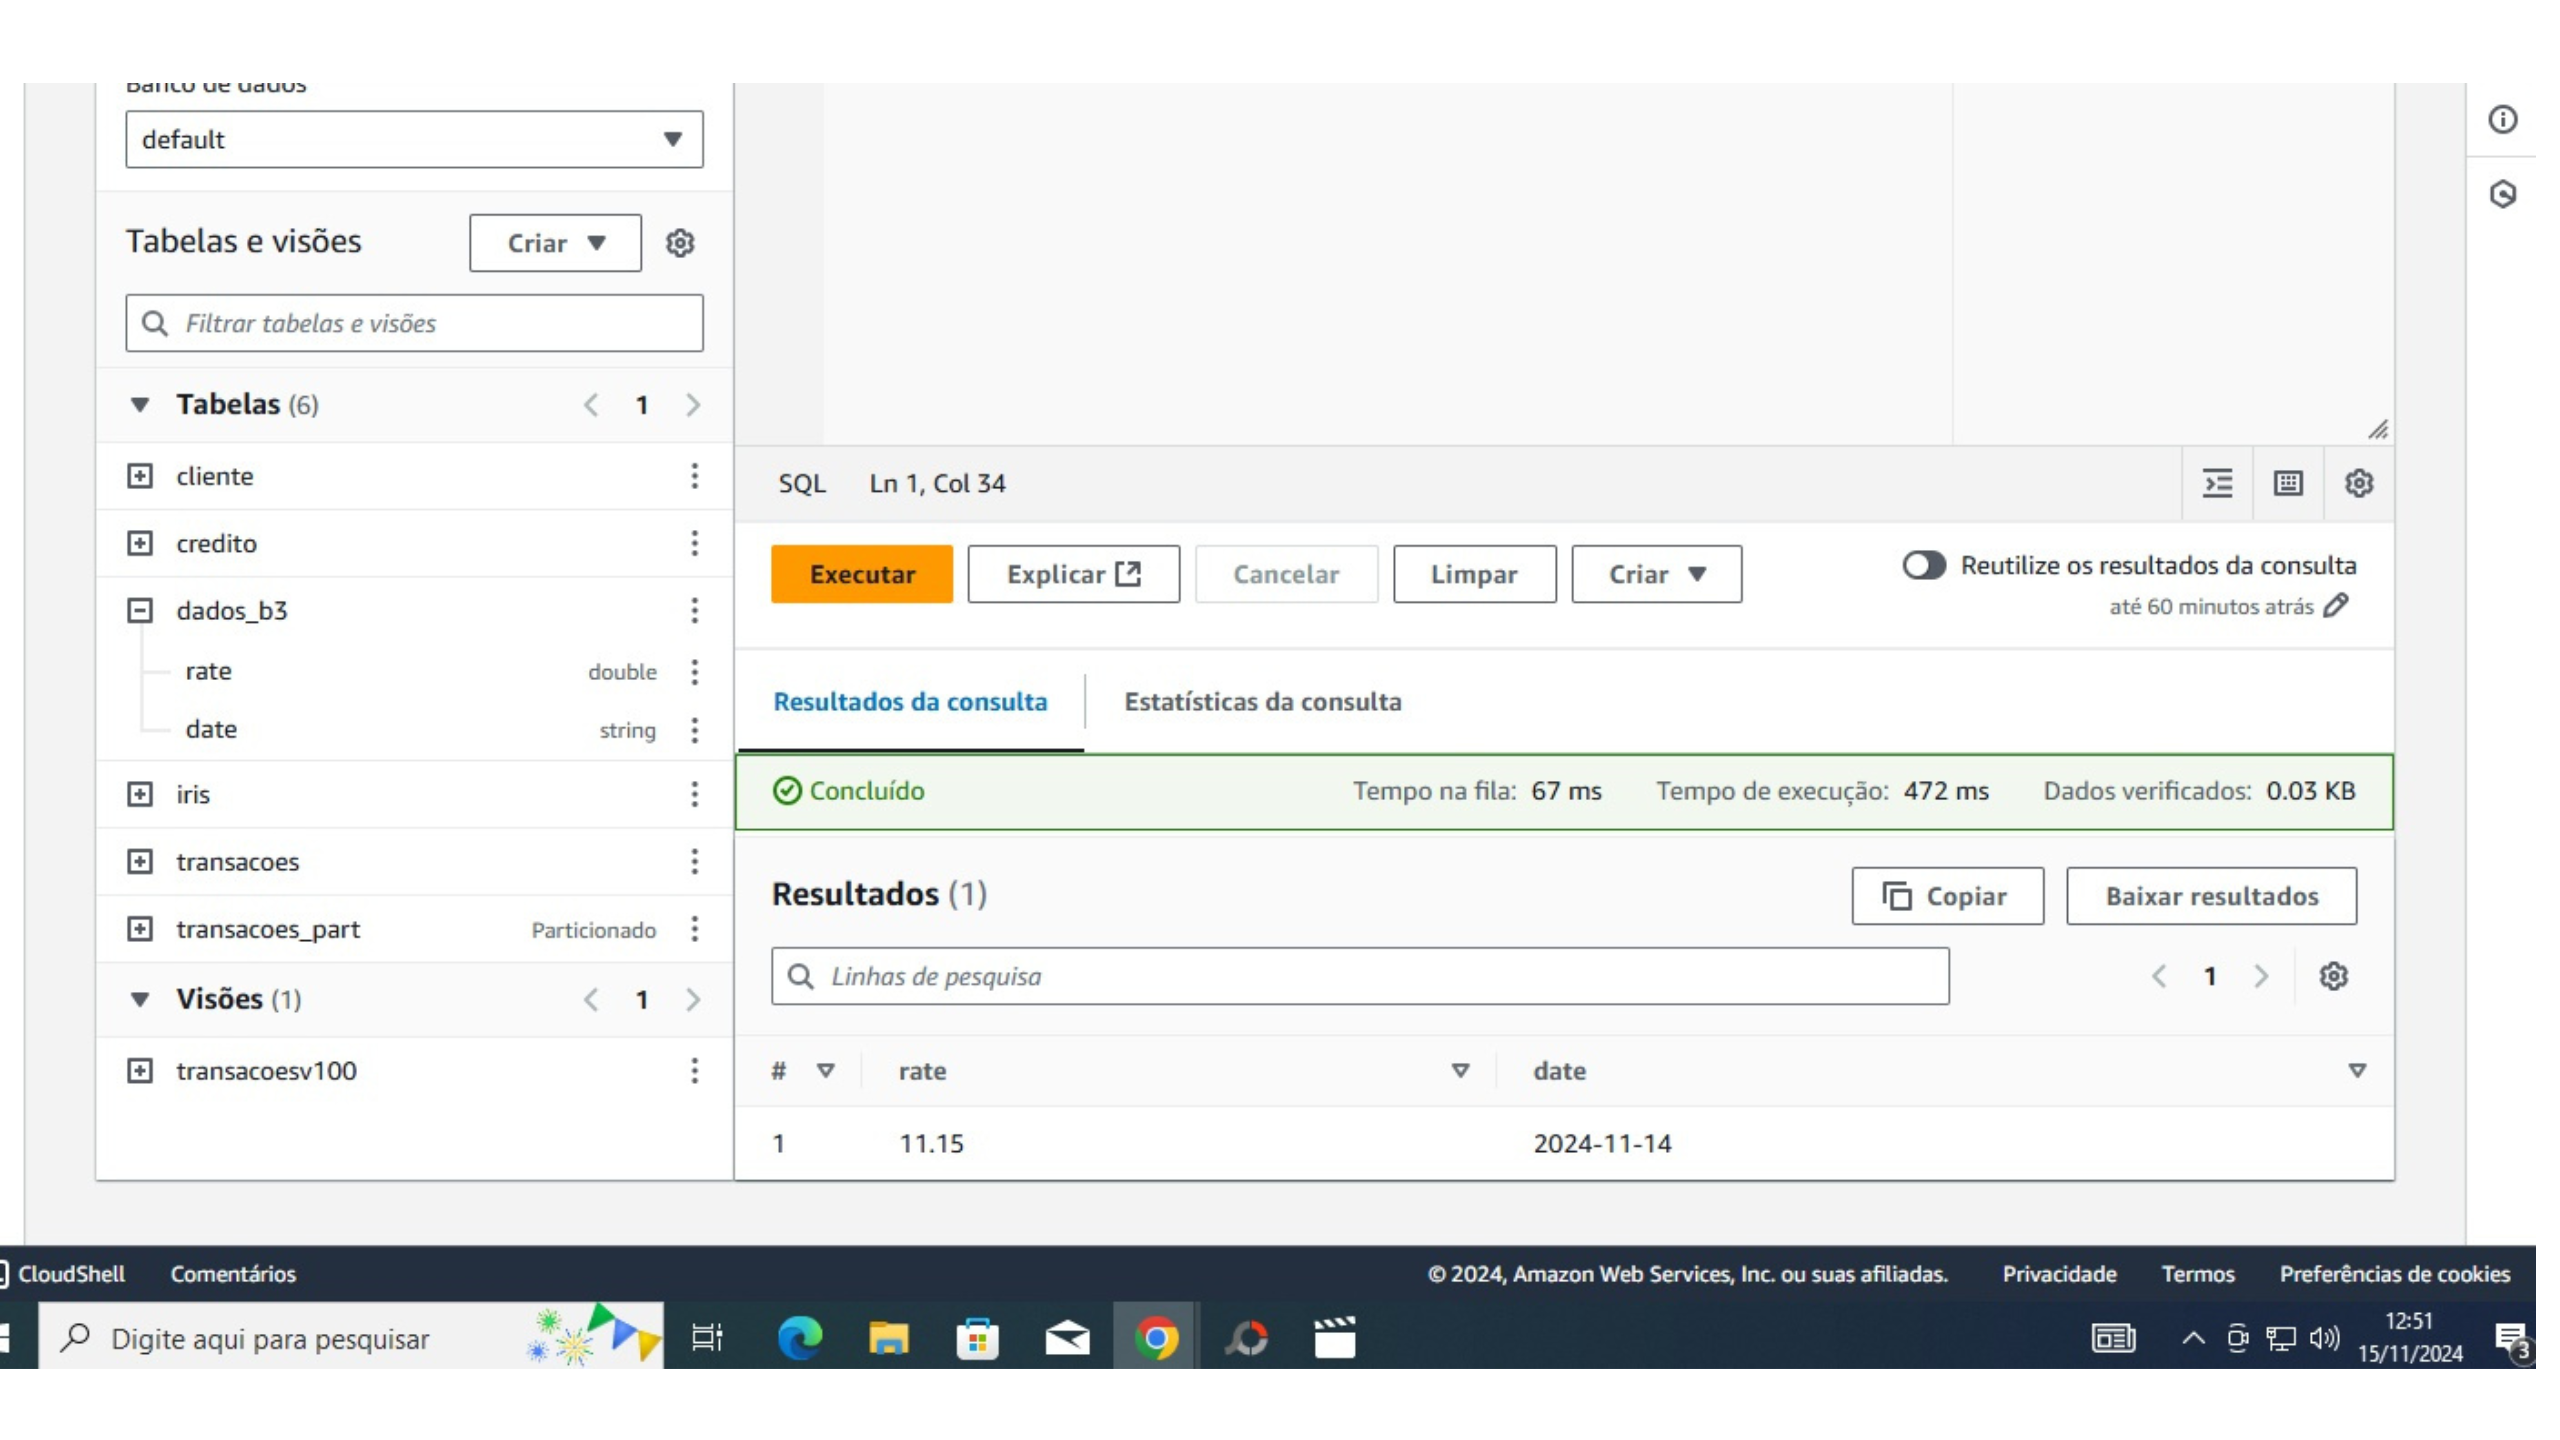 Banco de dados
default
Tabelas e visões
Criar
Filtrar tabelas e visões
Tabelas (6)
1
cliente
credito
dados_b3
rate double
date string
iris
transacoes
transacoes_part Particionado
Visões (1)
1
transacoesv100
SQL Ln 1, Col 34
Executar Explicar Cancelar Limpar Criar
Reutilize os resultados da consulta
até 60 minutos atrás
Resultados da consulta Estatísticas da consulta
Concluído Tempo na fila: 67 ms Tempo de execução: 472 ms Dados verificados: 0.03 KB
Resultados (1) Copiar Baixar resultados
Linhas de pesquisa
1
# rate date
1 11.15 2024-11-14
CloudShell Comentários © 2024, Amazon Web Services, Inc. ou suas afiliadas. Privacidade Termos Preferências de cookies
Digite aqui para pesquisar
12:51
15/11/2024
3